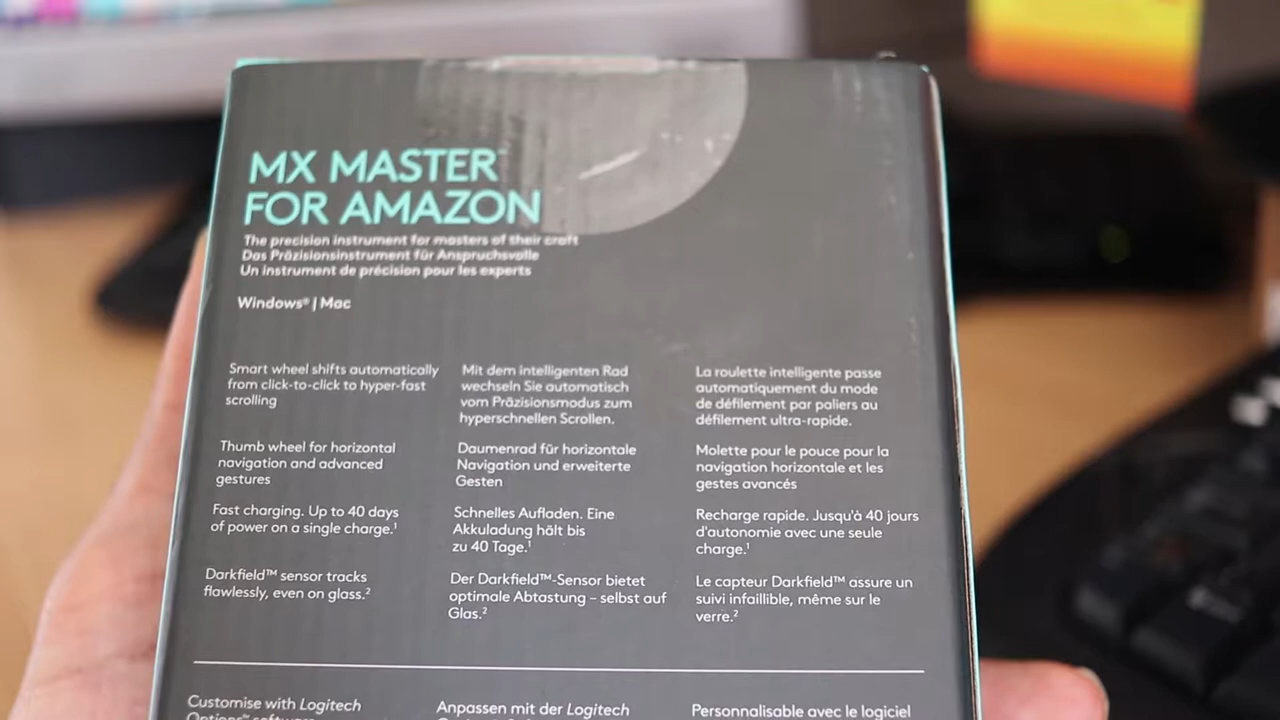 MX MASTER
FOR AMAZON
The precision instrument for masters of their craft
Das Präzisionsinstrument für Anspruchsvolle
Un instrument de précision pour les experts
Windows® | Mac
Smart wheel shifts automatically
from click-to-click to hyper-fast
scrolling
Thumb wheel for horizontal
navigation and advanced
gestures
Fast charging. Up to 40 days
of power on a single charge.¹
Darkfield™ sensor tracks
flawlessly, even on glass.²
Mit dem intelligenten Rad
wechseln Sie automatisch
vom Präzisionsmodus zum
hyperschnellen Scrollen.
Daumenrad für horizontale
Navigation und erweiterte
Gesten
Schnelles Aufladen. Eine
Akkuladung hält bis
zu 40 Tage.¹
Der Darkfield™-Sensor bietet
optimale Abtastung – selbst auf
Glas.²
La roulette intelligente passe
automatiquement du mode
de défilement par paliers au
défilement ultra-rapide.
Molette pour le pouce pour la
navigation horizontale et les
gestes avancés
Recharge rapide. Jusqu'à 40 jours
d'autonomie avec une seule
charge.¹
Le capteur Darkfield™ assure un
suivi infaillible, même sur le
verre.²
Customise with Logitech
Options™ software
Anpassen mit der Logitech
Personnalisable avec le logiciel